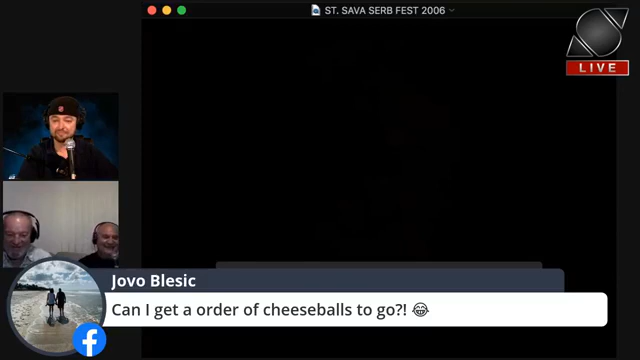 ST. SAVA SERB FEST 2006
LIVE
Jovo Blesic
Can I get a order of cheeseballs to go?! 😂